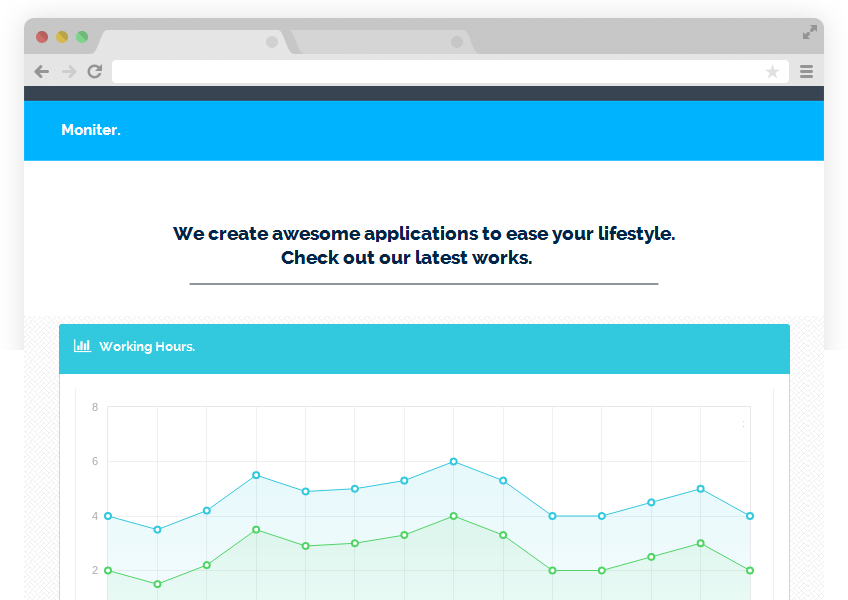 Moniter.
We create awesome applications to ease your lifestyle.
Check out our latest works.
Working Hours.
8
6
4
2